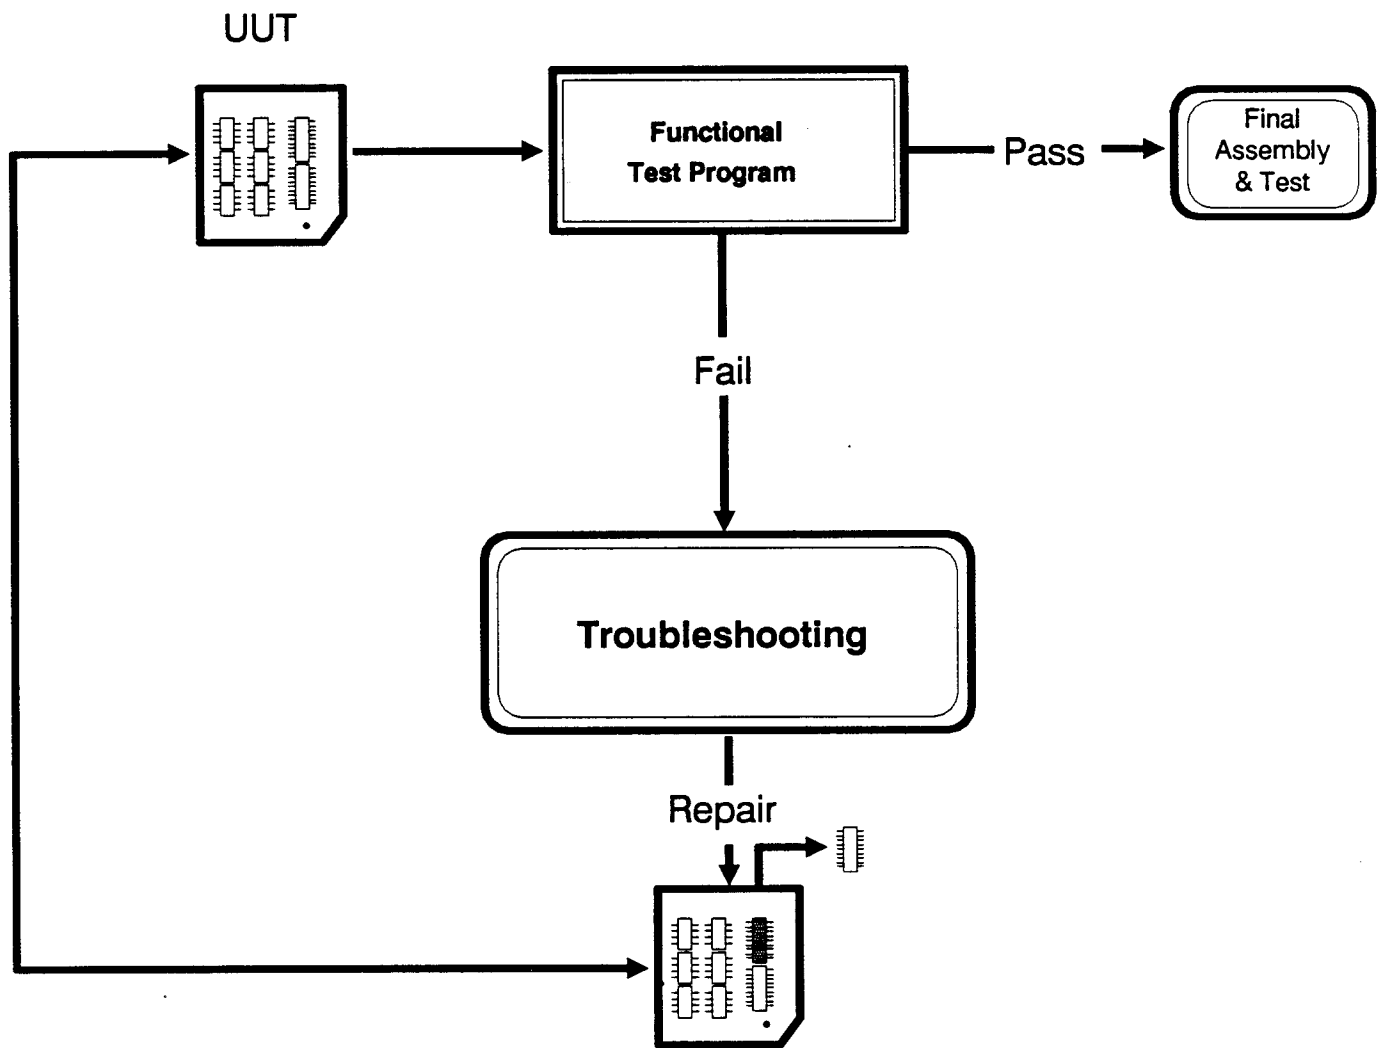 UUT
Functional
Test Program
Pass
Final
Assembly
& Test
Fail
Troubleshooting
Repair